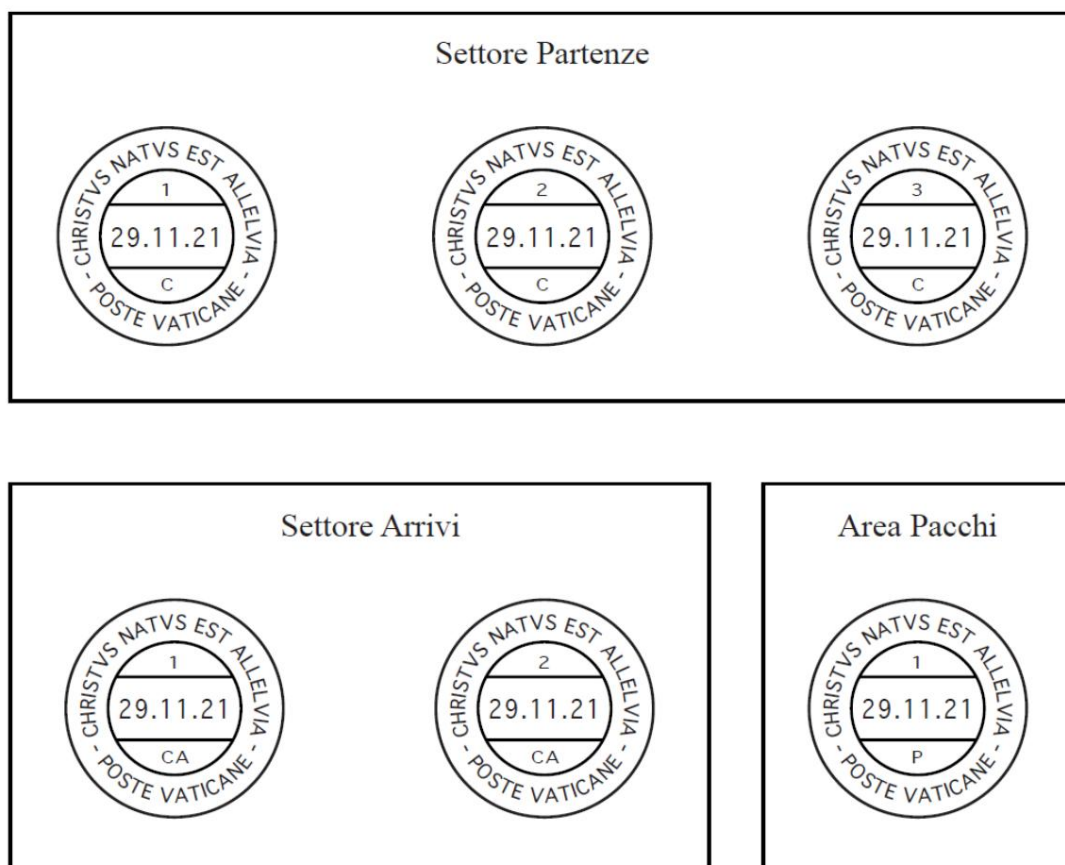 Settore Partenze
CHRISTVS NATVS EST ALLELVIA
1
29.11.21
C
- POSTE VATICANE -
CHRISTVS NATVS EST ALLELVIA
2
29.11.21
C
- POSTE VATICANE -
CHRISTVS NATVS EST ALLELVIA
3
29.11.21
C
- POSTE VATICANE -
Settore Arrivi
CHRISTVS NATVS EST ALLELVIA
1
29.11.21
CA
- POSTE VATICANE -
CHRISTVS NATVS EST ALLELVIA
2
29.11.21
CA
- POSTE VATICANE -
Area Pacchi
CHRISTVS NATVS EST ALLELVIA
1
29.11.21
P
- POSTE VATICANE -